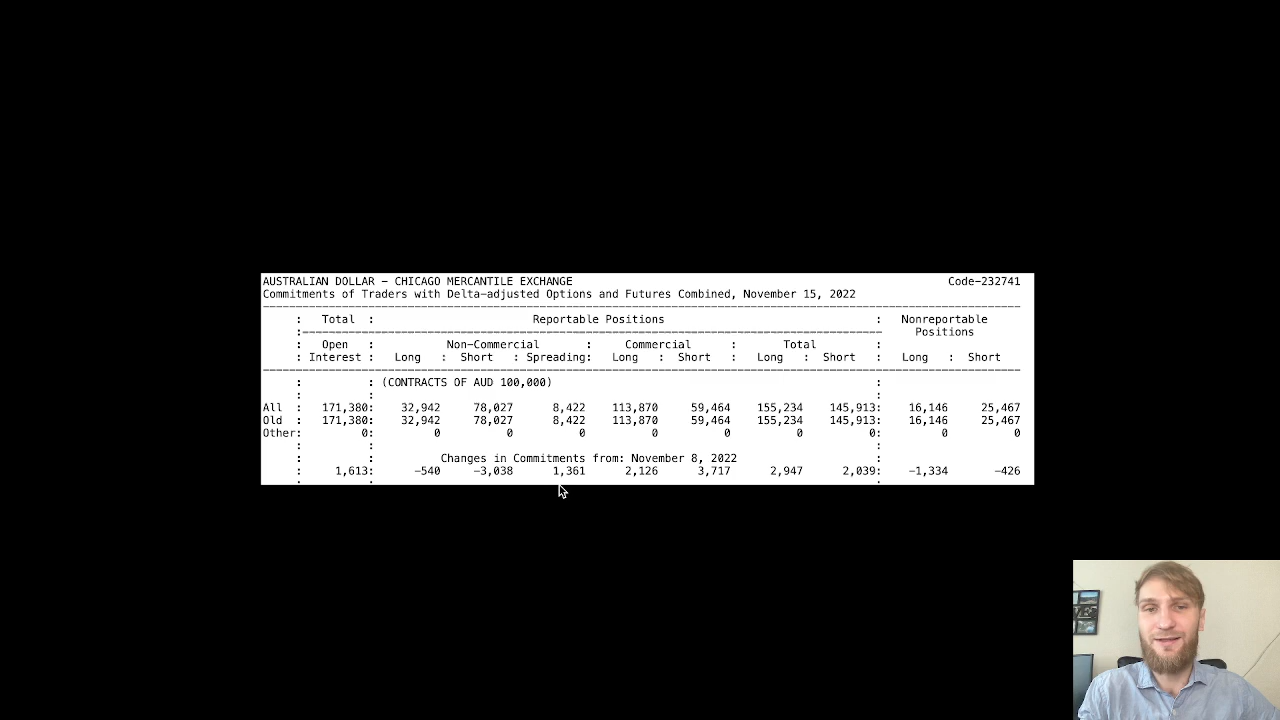 AUSTRALIAN DOLLAR - CHICAGO MERCANTILE EXCHANGE Code-232741
Commitments of Traders with Delta-adjusted Options and Futures Combined, November 15, 2022
: Total : Reportable Positions : Nonreportable
Positions
: Open : Non-Commercial : Commercial : Total :
: Interest : Long : Short : Spreading: Long : Short : Long : Short : Long : Short
: : (CONTRACTS OF AUD 100,000) :
: : :
All : 171,380: 32,942 78,027 8,422 113,870 59,464 155,234 145,913: 16,146 25,467
Old : 171,380: 32,942 78,027 8,422 113,870 59,464 155,234 145,913: 16,146 25,467
Other: 0: 0 0 0 0 0 0 0: 0 0
: : :
: : Changes in Commitments from: November 8, 2022 :
: 1,613: -540 -3,038 1,361 2,126 3,717 2,947 2,039: -1,334 -426